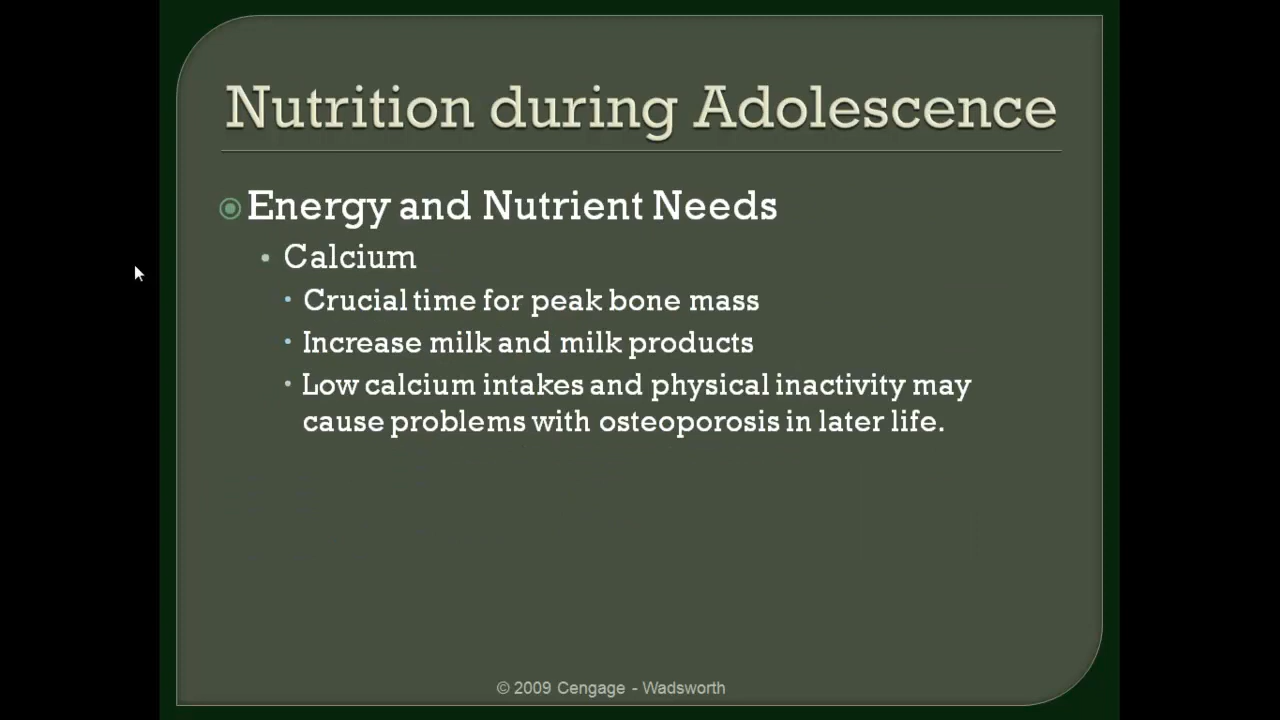 Nutrition during Adolescence
Energy and Nutrient Needs
Calcium
Crucial time for peak bone mass
Increase milk and milk products
Low calcium intakes and physical inactivity may
cause problems with osteoporosis in later life.
© 2009 Cengage - Wadsworth